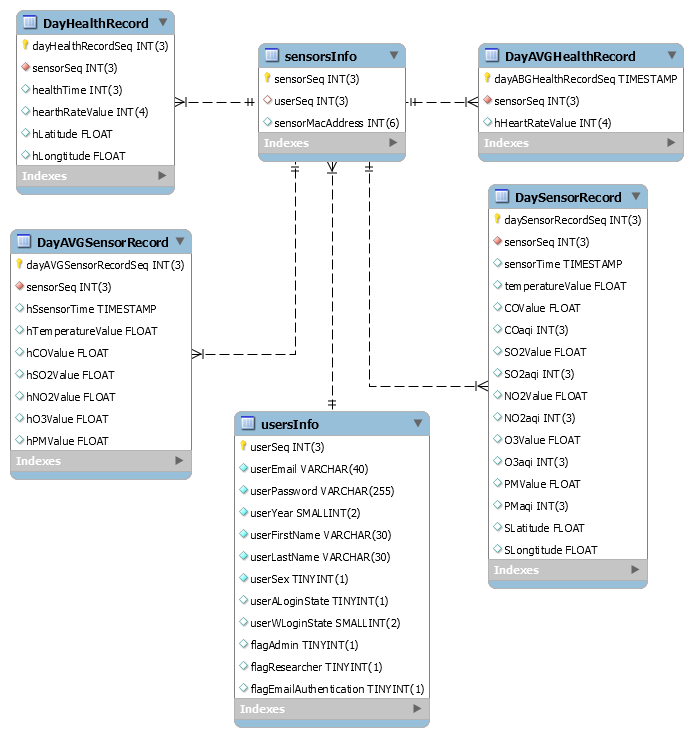 DayHealthRecord
dayHealthRecordSeq INT(3)
sensorSeq INT(3)
healthTime INT(3)
hearthRateValue INT(4)
hLatitude FLOAT
hLongtitude FLOAT
Indexes
sensorsInfo
sensorSeq INT(3)
userSeq INT(3)
sensorMacAddress INT(6)
Indexes
DayAVGHealthRecord
dayABGHealthRecordSeq TIMESTAMP
sensorSeq INT(3)
hHeartRateValue INT(4)
Indexes
DayAVGSensorRecord
dayAVGSensorRecordSeq INT(3)
sensorSeq INT(3)
hSsensorTime TIMESTAMP
hTemperatureValue FLOAT
hCOValue FLOAT
hSO2Value FLOAT
hNO2Value FLOAT
hO3Value FLOAT
hPMValue FLOAT
Indexes
DaySensorRecord
daySensorRecordSeq INT(3)
sensorSeq INT(3)
sensorTime TIMESTAMP
temperatureValue FLOAT
COValue FLOAT
COaqi INT(3)
SO2Value FLOAT
SO2aqi INT(3)
NO2Value FLOAT
NO2aqi INT(3)
O3Value FLOAT
O3aqi INT(3)
PMValue FLOAT
PMaqi INT(3)
SLatitude FLOAT
SLongtitude FLOAT
Indexes
usersInfo
userSeq INT(3)
userEmail VARCHAR(40)
userPassword VARCHAR(255)
userYear SMALLINT(2)
userFirstName VARCHAR(30)
userLastName VARCHAR(30)
userSex TINYINT(1)
userALoginState TINYINT(1)
userWLoginState SMALLINT(2)
flagAdmin TINYINT(1)
flagResearcher TINYINT(1)
flagEmailAuthentication TINYINT(1)
Indexes